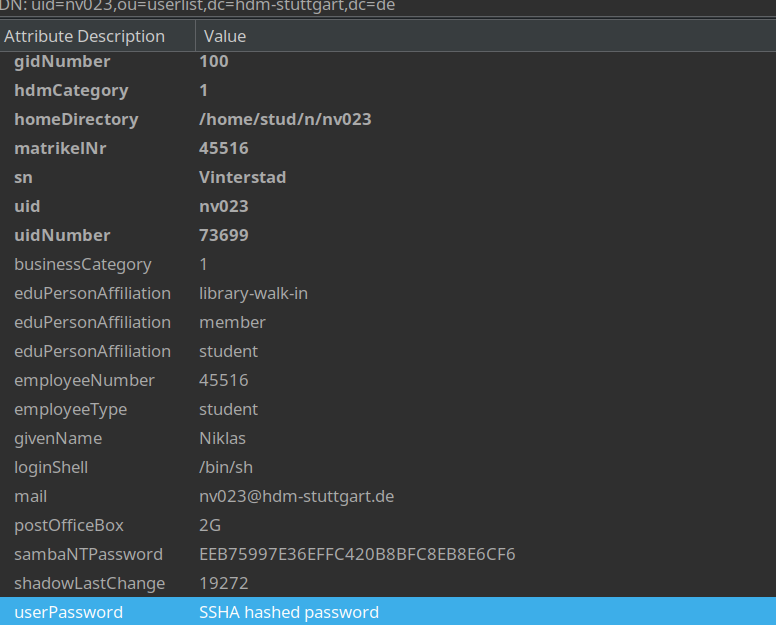 DN: uid=nv023,ou=userlist,dc=hdm-stuttgart,dc=de
Attribute Description Value
gidNumber 100
hdmCategory 1
homeDirectory /home/stud/n/nv023
matrikelNr 45516
sn Vinterstad
uid nv023
uidNumber 73699
businessCategory 1
eduPersonAffiliation library-walk-in
eduPersonAffiliation member
eduPersonAffiliation student
employeeNumber 45516
employeeType student
givenName Niklas
loginShell /bin/sh
mail nv023@hdm-stuttgart.de
postOfficeBox 2G
sambaNTPassword EEB75997E36EFFC420B8BFC8EB8E6CF6
shadowLastChange 19272
userPassword SSHA hashed password